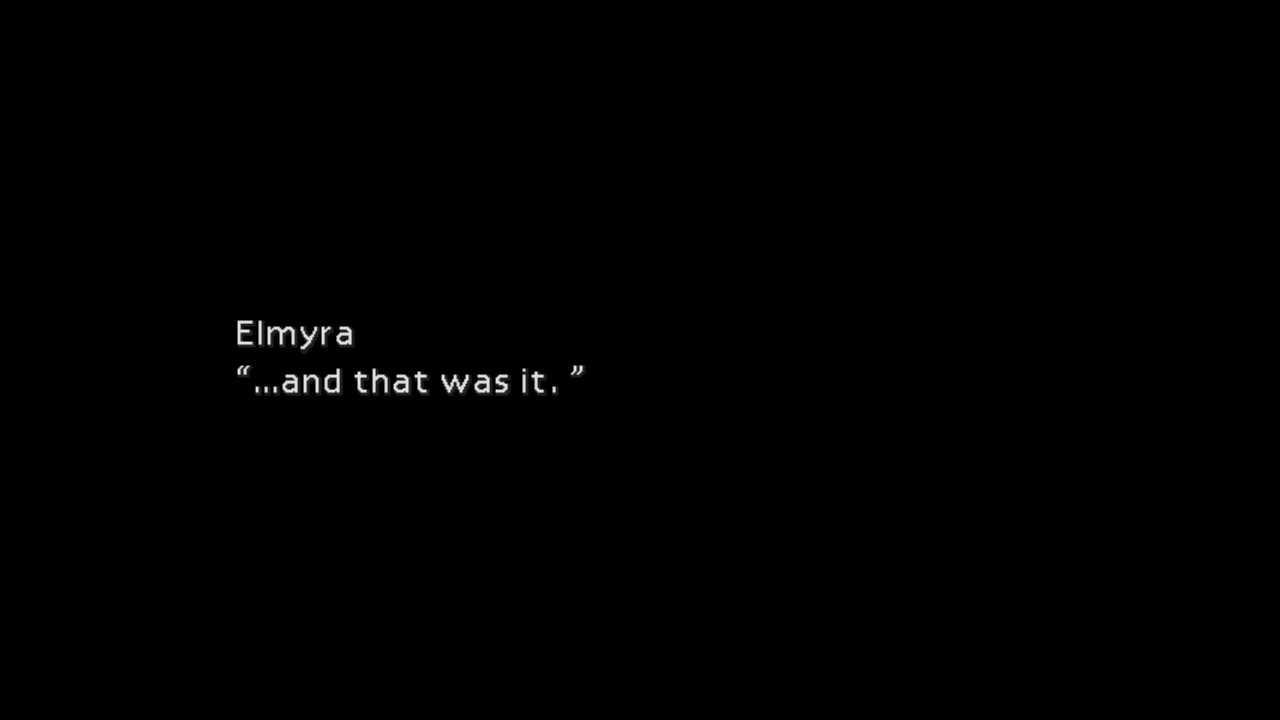 Elmyra
“...and that was it. ”